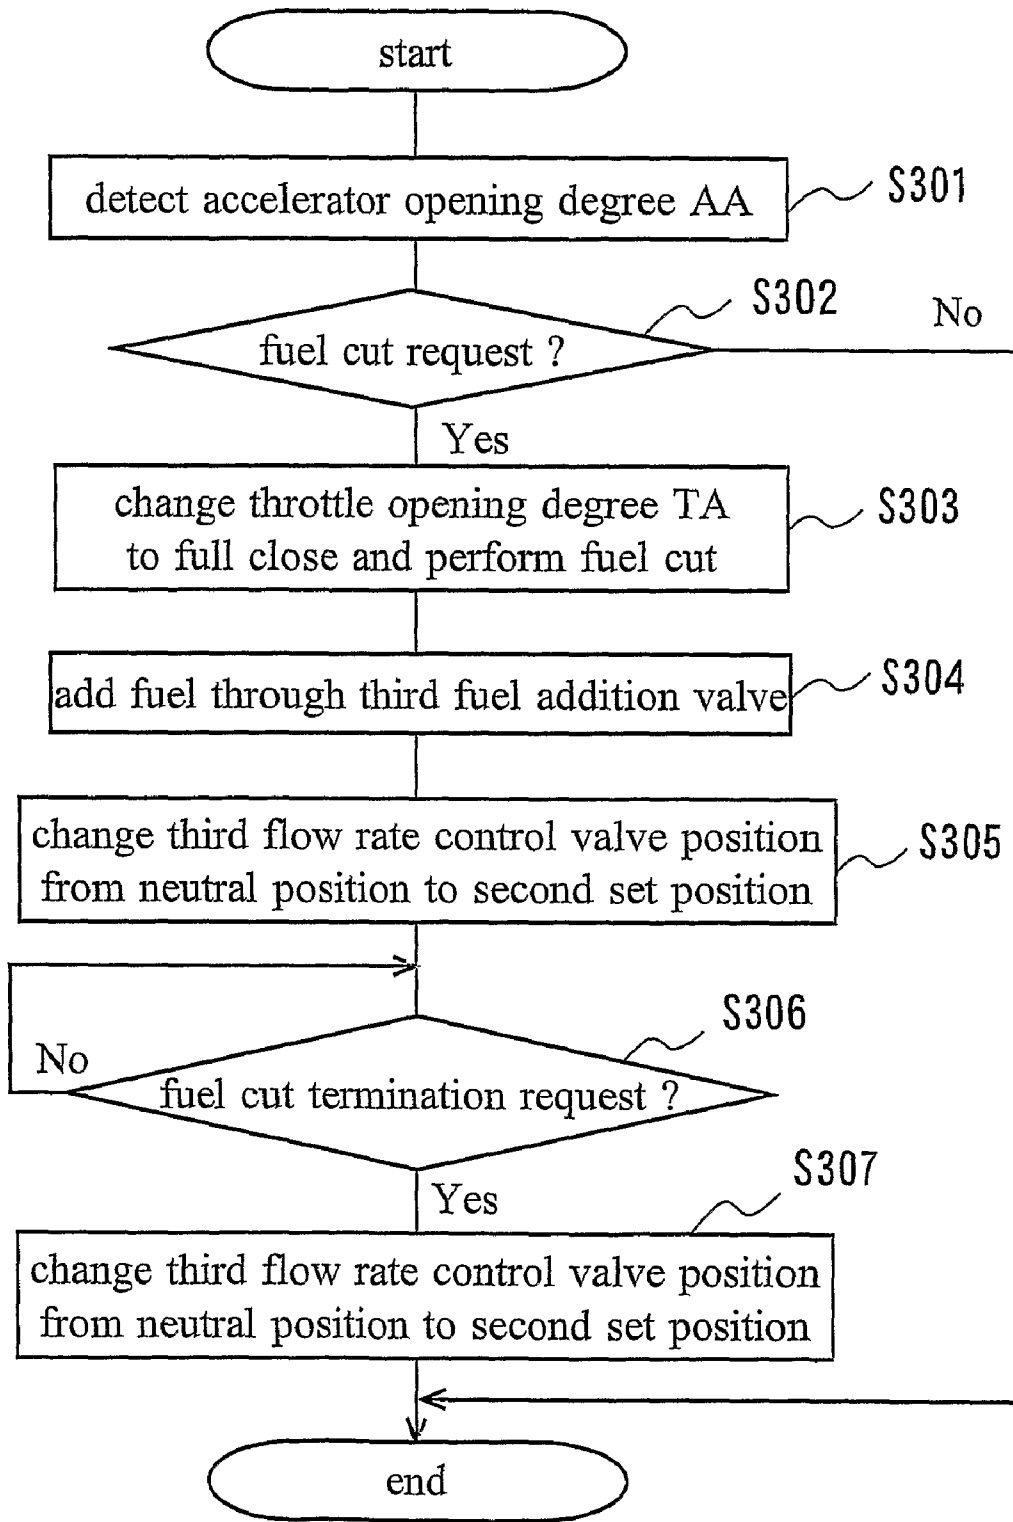 start
detect accelerator opening degree AA
S301
fuel cut request ?
S302
No
Yes
change throttle opening degree TA
to full close and perform fuel cut
S303
add fuel through third fuel addition valve
S304
change third flow rate control valve position
from neutral position to second set position
S305
fuel cut termination request ?
S306
No
Yes
S307
change third flow rate control valve position
from neutral position to second set position
end